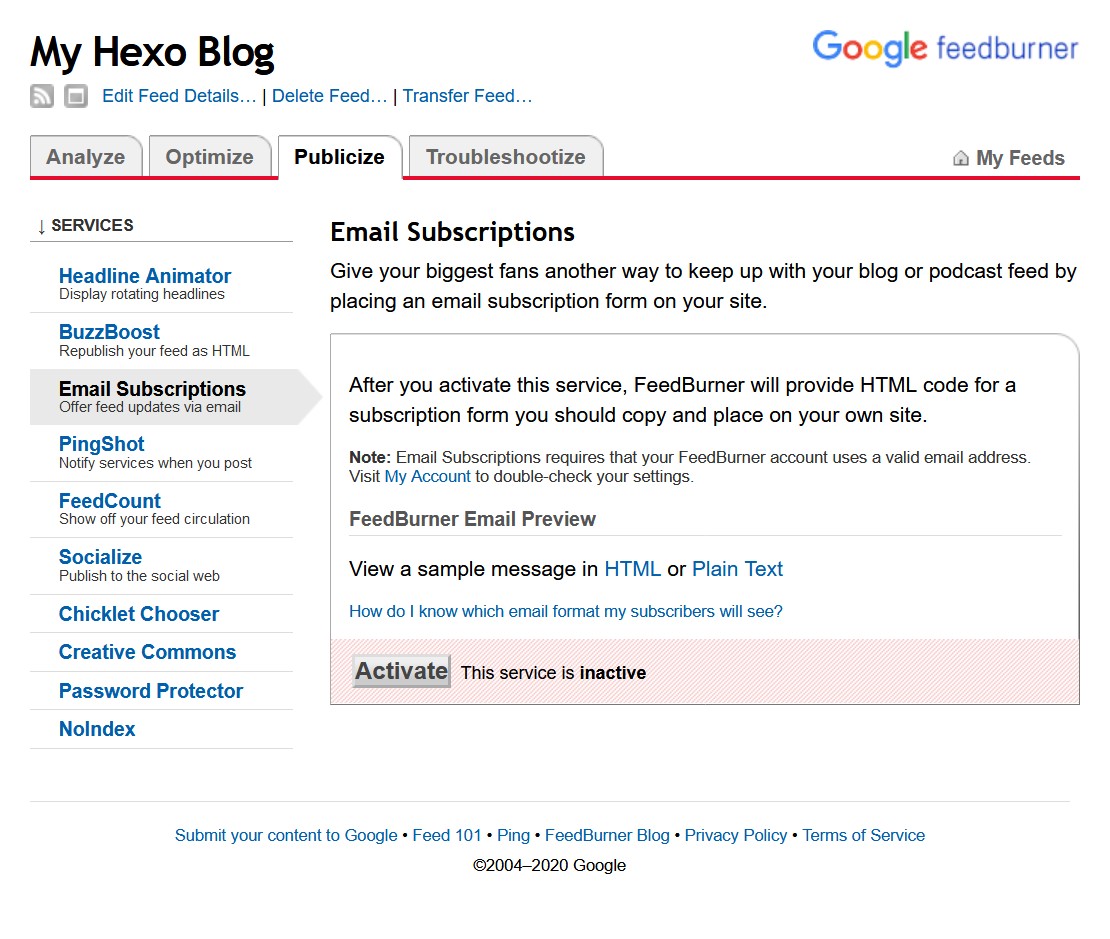 My Hexo Blog
Google feedburner
Edit Feed Details… | Delete Feed… | Transfer Feed…
Analyze
Optimize
Publicize
Troubleshootize
My Feeds
↓ SERVICES
Headline Animator
Display rotating headlines
BuzzBoost
Republish your feed as HTML
Email Subscriptions
Offer feed updates via email
PingShot
Notify services when you post
FeedCount
Show off your feed circulation
Socialize
Publish to the social web
Chicklet Chooser
Creative Commons
Password Protector
NoIndex
Email Subscriptions
Give your biggest fans another way to keep up with your blog or podcast feed by
placing an email subscription form on your site.
After you activate this service, FeedBurner will provide HTML code for a
subscription form you should copy and place on your own site.
Note: Email Subscriptions requires that your FeedBurner account uses a valid email address.
Visit My Account to double-check your settings.
FeedBurner Email Preview
View a sample message in HTML or Plain Text
How do I know which email format my subscribers will see?
Activate This service is inactive
Submit your content to Google • Feed 101 • Ping • FeedBurner Blog • Privacy Policy • Terms of Service
©2004–2020 Google